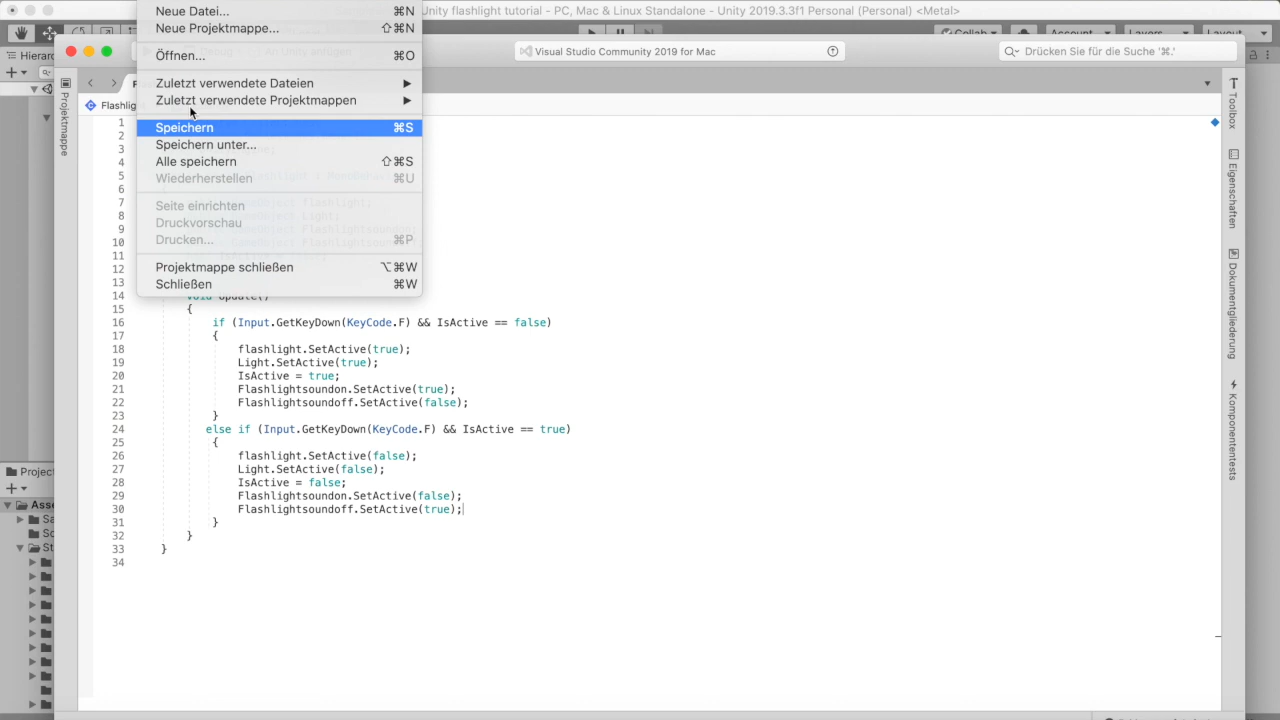 Neue Datei... ⌘N
Unity flashlight tutorial - PC, Mac & Linux Standalone - Unity 2019.3.3f1 Personal (Personal) <Metal>
Neue Projektmappe... ⇧⌘N
Collab Account Layers Layout
Visual Studio Community 2019 for Mac
Drücken Sie für die Suche '⌘.'
Öffnen... ⌘O
Zuletzt verwendete Dateien
Zuletzt verwendete Projektmappen
Speichern ⌘S
Speichern unter...
Alle speichern ⇧⌘S
Wiederherstellen ⌘U
Seite einrichten
Druckvorschau
Drucken... ⌘P
Projektmappe schließen ⌥⌘W
Schließen ⌘W
Projektmappe
Toolbox
Eigenschaften
Dokumentgliederung
Komponententests
1
2
3
4
5
6
7
8
9
10
11
12
13
14 void Update()
15 {
16 if (Input.GetKeyDown(KeyCode.F) && IsActive == false)
17 {
18 flashlight.SetActive(true);
19 Light.SetActive(true);
20 IsActive = true;
21 Flashlightsoundon.SetActive(true);
22 Flashlightsoundoff.SetActive(false);
23 }
24 else if (Input.GetKeyDown(KeyCode.F) && IsActive == true)
25 {
26 flashlight.SetActive(false);
27 Light.SetActive(false);
28 IsActive = false;
29 Flashlightsoundon.SetActive(false);
30 Flashlightsoundoff.SetActive(true);
31 }
32 }
33 }
34